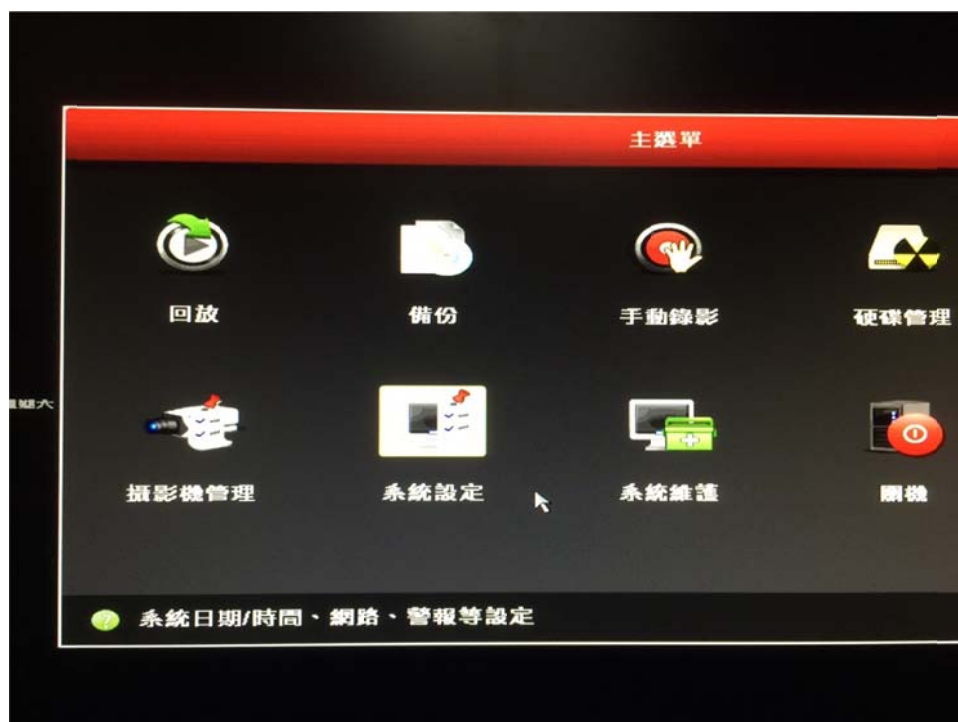 主選單
回放 備份 手動錄影 硬碟管理
攝影機管理 系統設定 系統維護 關機
系統日期/時間、網路、警報等設定